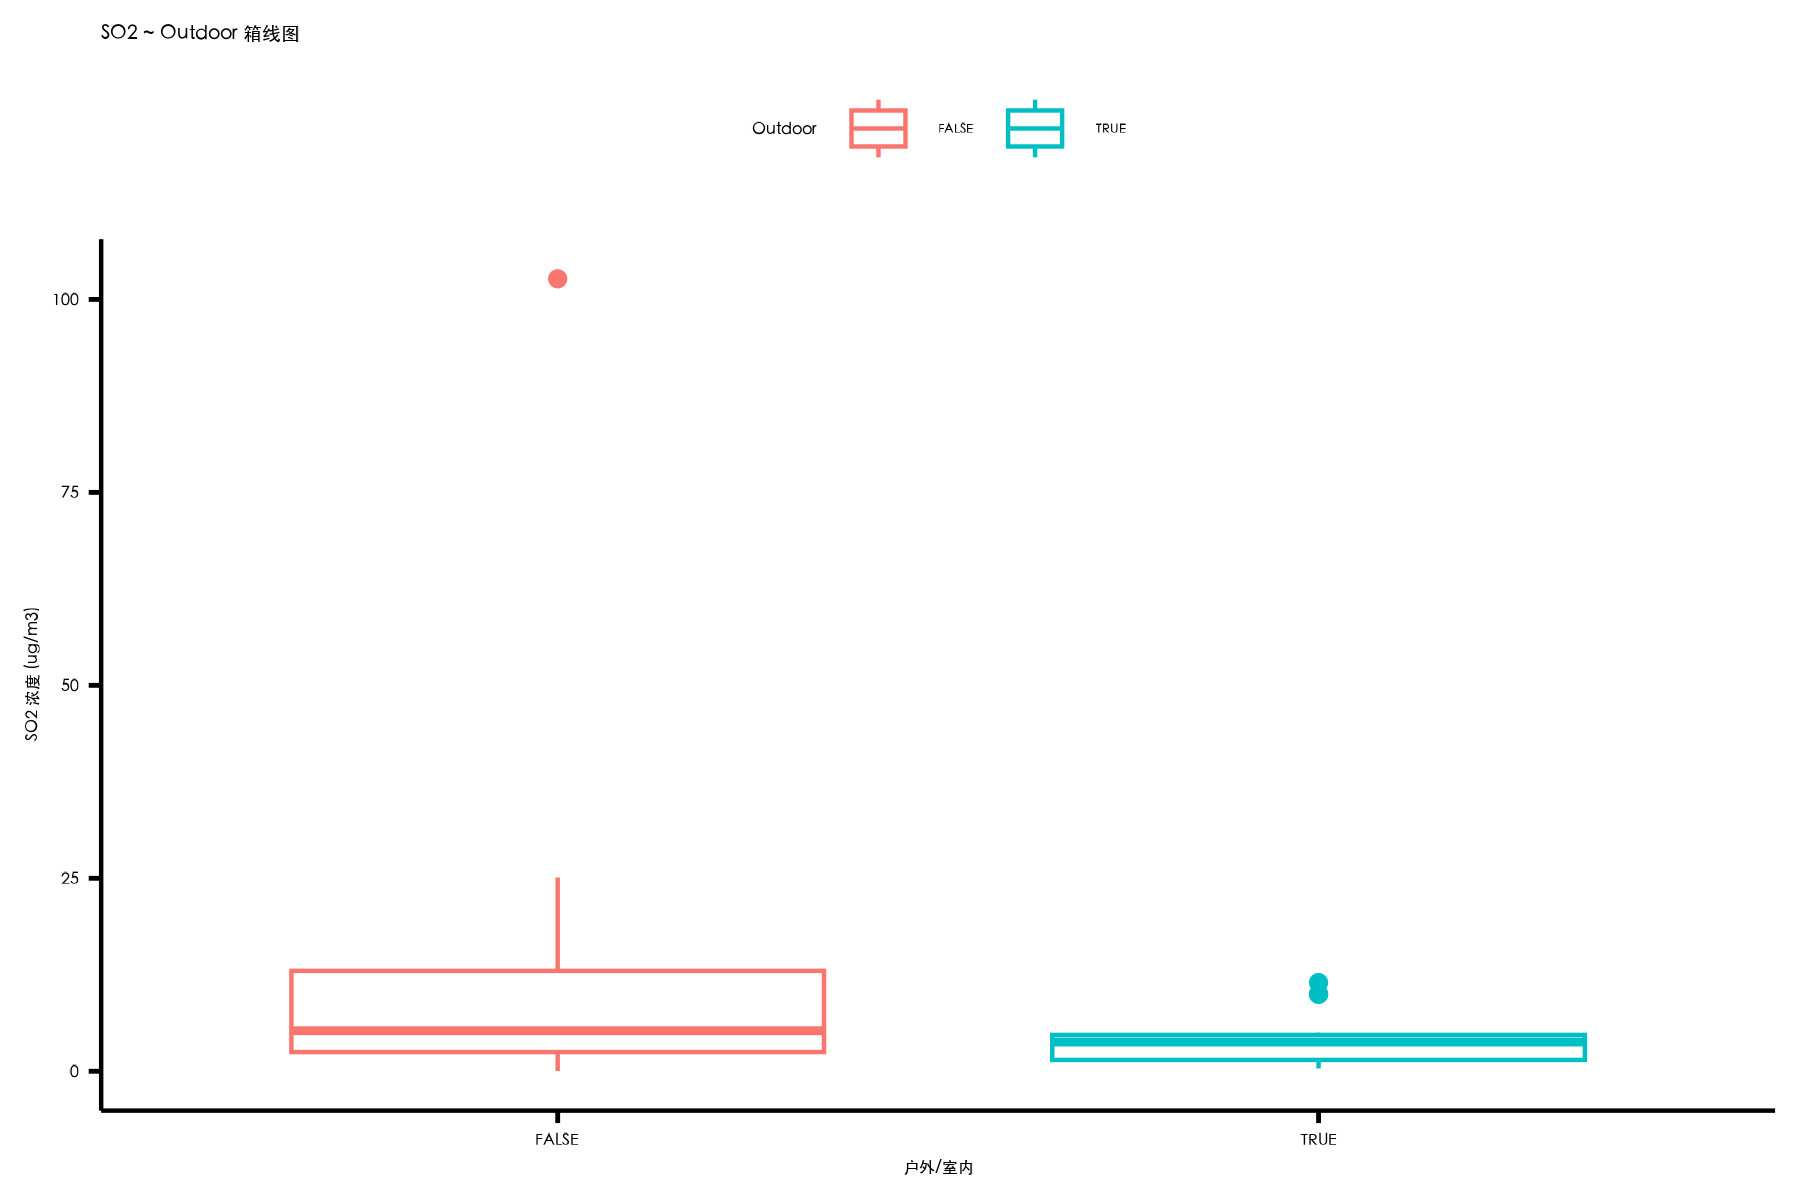 SO2 ~ Outdoor 箱线图
Outdoor FALSE TRUE
SO2 浓度 (ug/m3)
100
75
50
25
0
FALSE TRUE
户外/室内